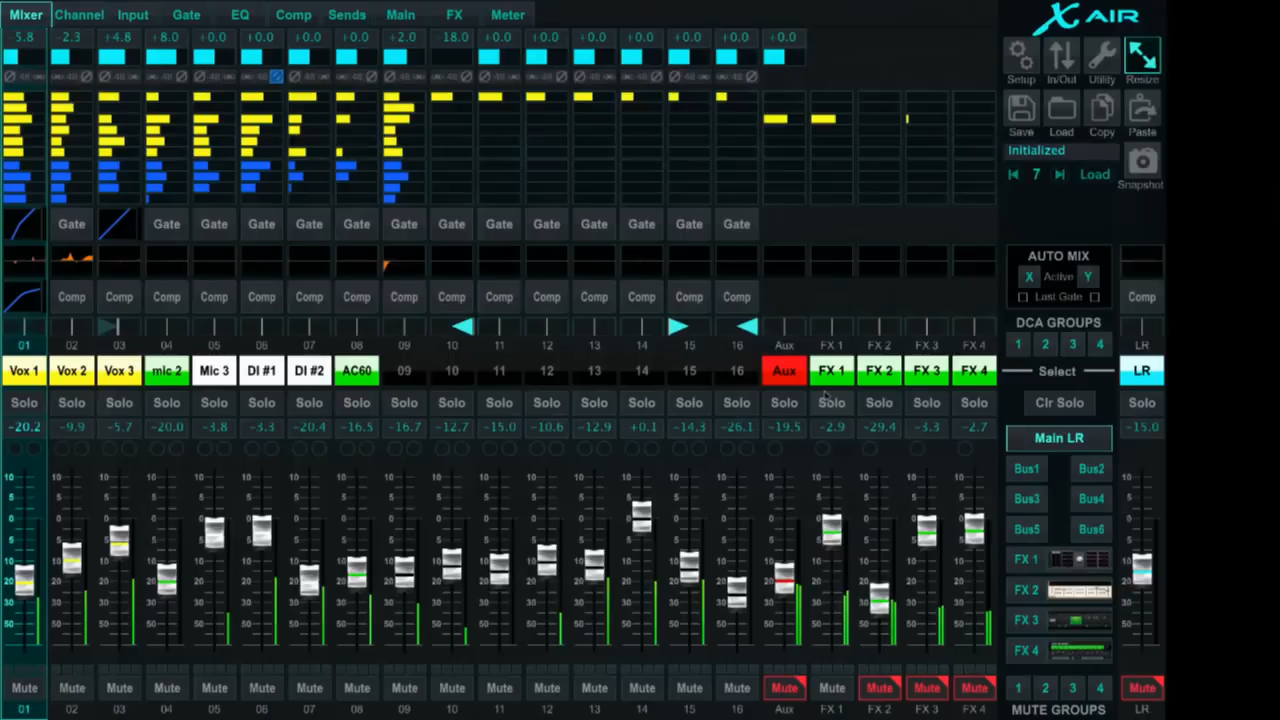 Mixer Channel Input Gate EQ Comp Sends Main FX Meter
X AIR
-5.8 -2.3 +4.8 +8.0 +0.0 +0.0 +0.0 +0.0 +2.0 -18.0 +0.0 +0.0 +0.0 +0.0 +0.0 +0.0 +0.0
Setup In/Out Utility Resize
Save Load Copy Paste
Initialized
7 Load
Snapshot
Gate Gate Gate Gate Gate Gate Gate Gate Gate Gate Gate Gate Gate Gate
AUTO MIX
X Active Y
Last Gate
Comp Comp Comp Comp Comp Comp Comp Comp Comp Comp Comp Comp Comp Comp Comp Comp
DCA GROUPS
1 2 3 4
01 02 03 04 05 06 07 08 09 10 11 12 13 14 15 16 Aux FX 1 FX 2 FX 3 FX 4 LR
Vox 1 Vox 2 Vox 3 mic 2 Mic 3 DI #1 DI #2 AC60 09 10 11 12 13 14 15 16 Aux FX 1 FX 2 FX 3 FX 4 Select LR
Solo Solo Solo Solo Solo Solo Solo Solo Solo Solo Solo Solo Solo Solo Solo Solo Solo Solo Solo Solo Solo Clr Solo Solo
-20.2 -9.9 -5.7 -20.0 -3.8 -3.3 -20.4 -16.5 -16.7 -12.7 -15.0 -10.6 -12.9 +0.1 -14.3 -26.1 -19.5 -2.9 -29.4 -3.3 -2.7 -15.0
Main LR
Bus1 Bus2
Bus3 Bus4
Bus5 Bus6
FX 1
FX 2
FX 3
FX 4
10
5
0
5
10
20
30
50
Mute Mute Mute Mute Mute Mute Mute Mute Mute Mute Mute Mute Mute Mute Mute Mute Mute Mute Mute Mute Mute 1 2 3 4 Mute
01 02 03 04 05 06 07 08 09 10 11 12 13 14 15 16 Aux FX 1 FX 2 FX 3 FX 4 MUTE GROUPS LR